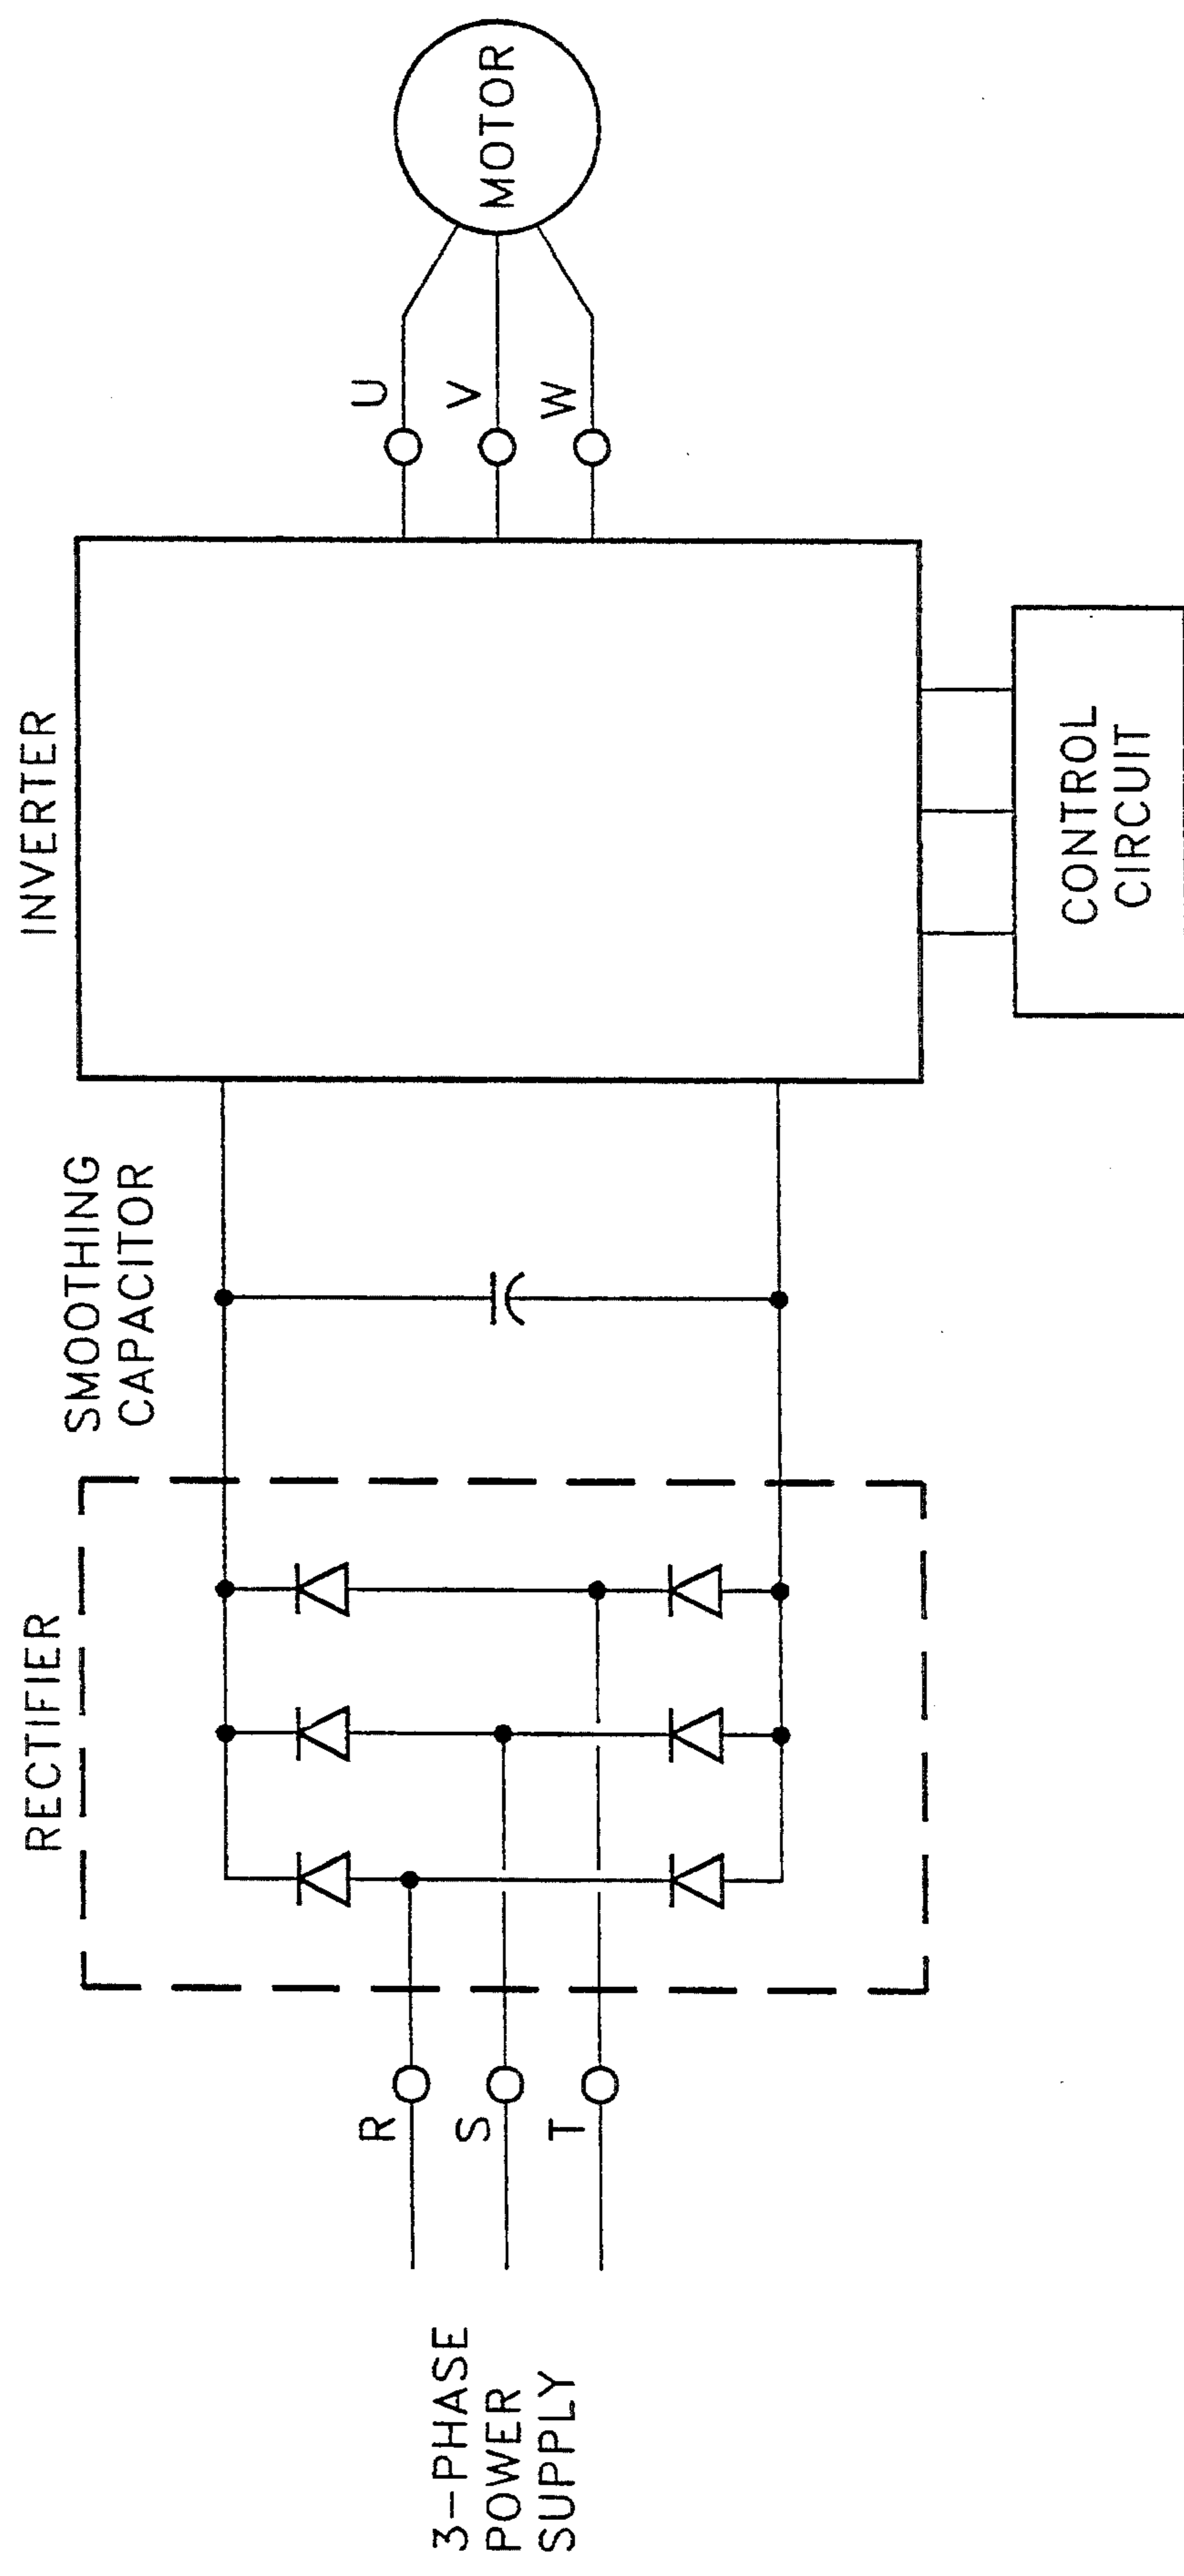 3-PHASE
POWER
SUPPLY
R
S
T
RECTIFIER
SMOOTHING
CAPACITOR
INVERTER
CONTROL
CIRCUIT
U
V
W
MOTOR